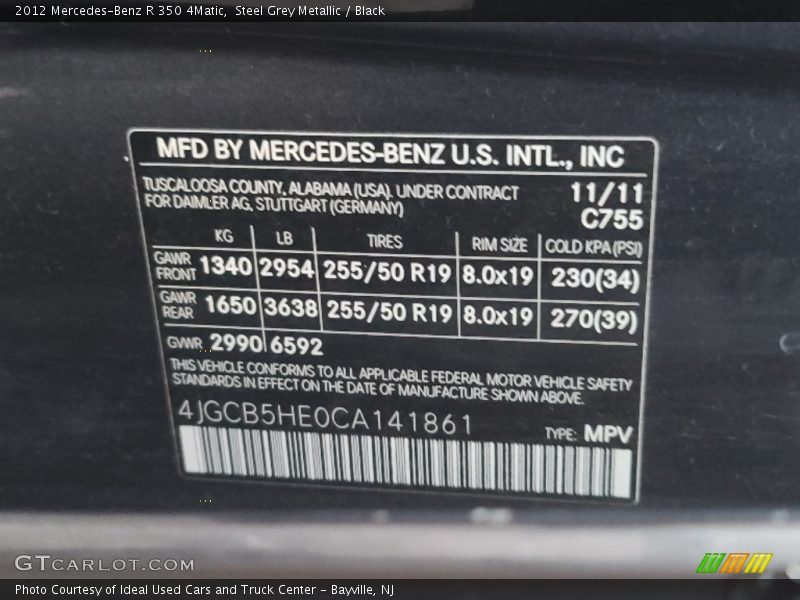 2012 Mercedes-Benz R 350 4Matic,  Steel Grey Metallic / Black
MFD BY MERCEDES-BENZ U.S. INTL., INC
TUSCALOOSA COUNTY, ALABAMA (USA), UNDER CONTRACT 11/11
FOR DAIMLER AG, STUTTGART (GERMANY) C755
KG LB TIRES RIM SIZE COLD KPA (PSI)
GAWR FRONT 1340 2954 255/50 R19 8.0x19 230(34)
GAWR REAR 1650 3638 255/50 R19 8.0x19 270(39)
GVWR 2990 6592
THIS VEHICLE CONFORMS TO ALL APPLICABLE FEDERAL MOTOR VEHICLE SAFETY
STANDARDS IN EFFECT ON THE DATE OF MANUFACTURE SHOWN ABOVE.
4JGCB5HE0CA141861 TYPE: MPV
GTCARLOT.COM
Photo Courtesy of Ideal Used Cars and Truck Center - Bayville, NJ